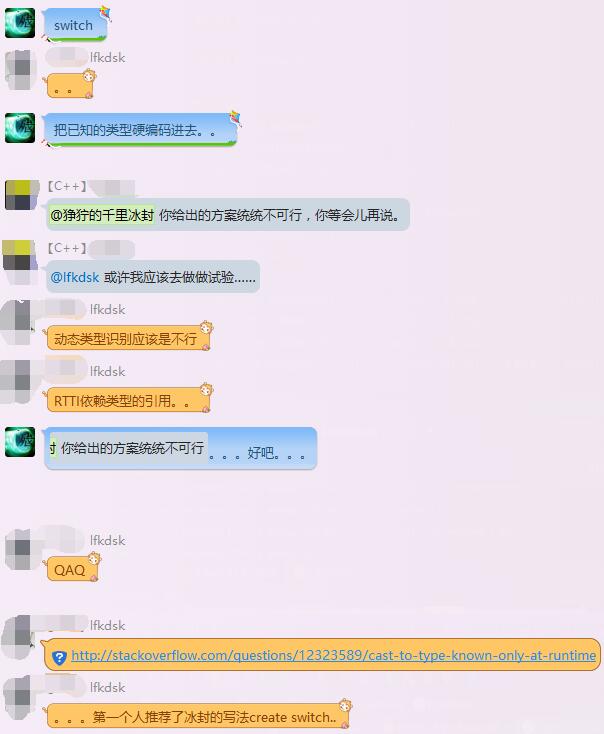 switch
lfkdsk
。。
把已知的类型硬编码进去。。
【C++】
@狰狞的千里冰封 你给出的方案统统不可行，你等会儿再说。
【C++】
@lfkdsk 或许我应该去做做试验......
lfkdsk
动态类型识别应该是不行
lfkdsk
RTTI依赖类型的引用。。
封 你给出的方案统统不可行 。。。好吧。。。
lfkdsk
QAQ
lfkdsk
http://stackoverflow.com/questions/12323589/cast-to-type-known-only-at-runtime
lfkdsk
。。。第一个人推荐了冰封的写法create switch..